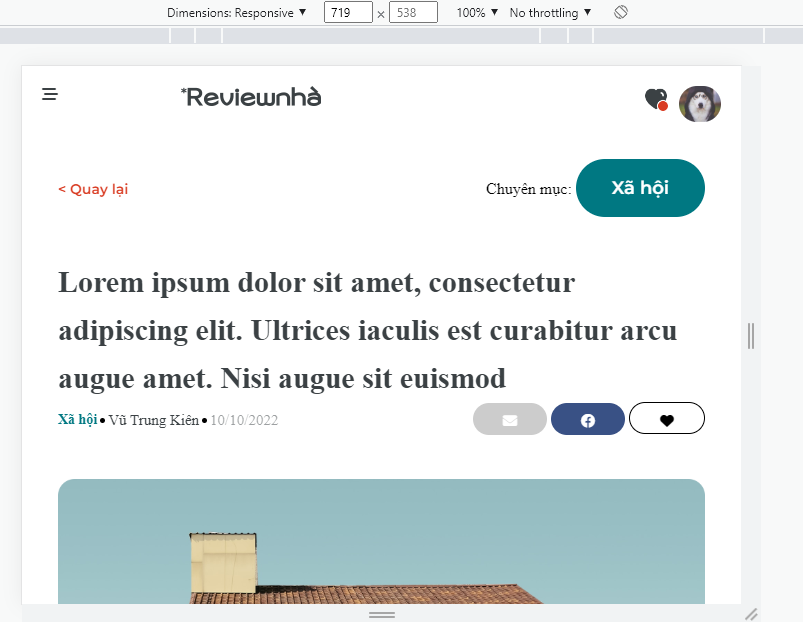 Dimensions: Responsive ▼ 719 × 538 100% ▼ No throttling ▼
*Reviewnhà
< Quay lại
Chuyên mục: Xã hội
Lorem ipsum dolor sit amet, consectetur
adipiscing elit. Ultrices iaculis est curabitur arcu
augue amet. Nisi augue sit euismod
Xã hội • Vũ Trung Kiên • 10/10/2022